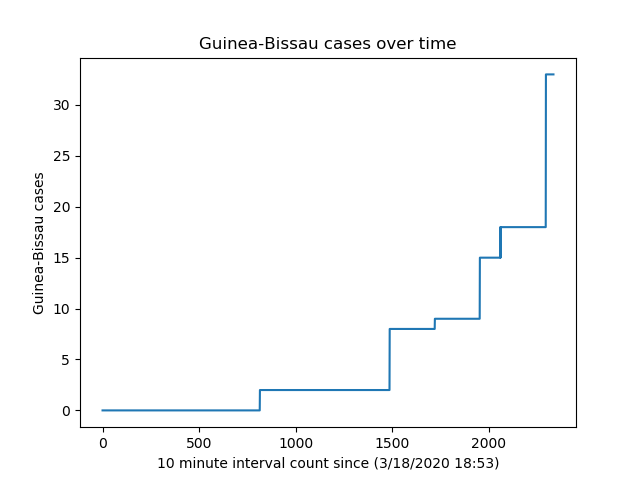 Guinea-Bissau cases over time
Guinea-Bissau cases
30
25
20
15
10
5
0
0 500 1000 1500 2000
10 minute interval count since (3/18/2020 18:53)